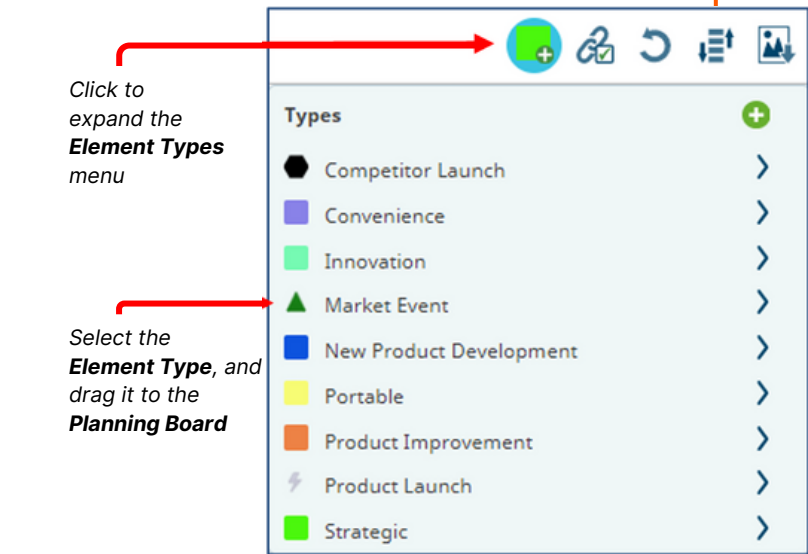 Click to
expand the
Element Types
menu
Select the
Element Type, and
drag it to the
Planning Board
Types
Competitor Launch
Convenience
Innovation
Market Event
New Product Development
Portable
Product Improvement
Product Launch
Strategic